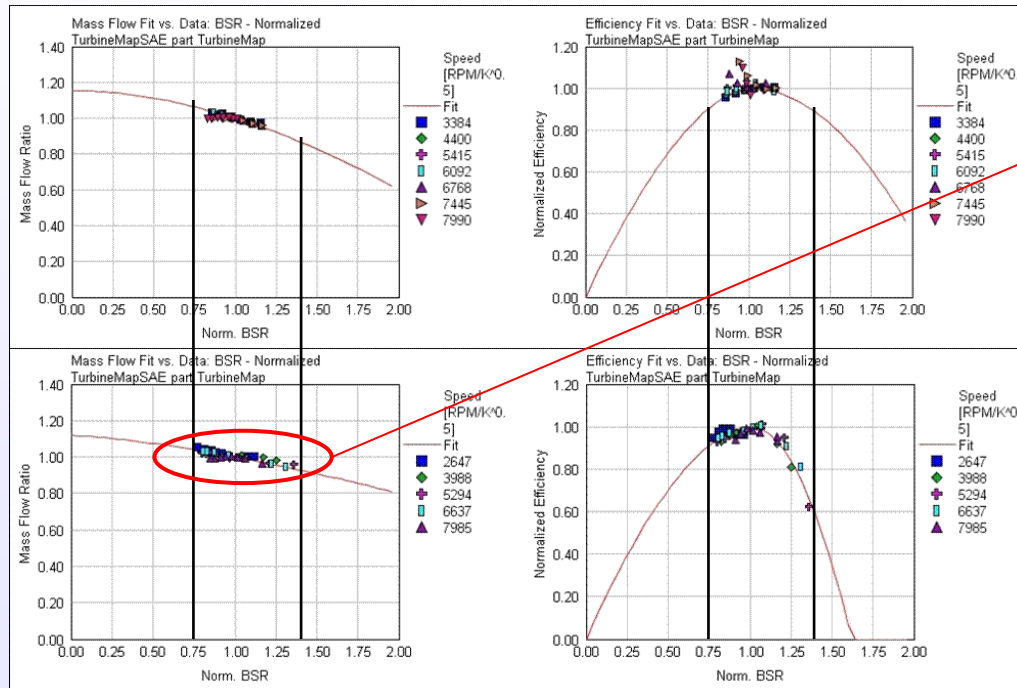 Mass Flow Fit vs. Data: BSR - Normalized
TurbineMapSAE part TurbineMap
1.40
1.20
1.00
0.80
0.60
0.40
0.20
0.00
Mass Flow Ratio
0.00 0.25 0.50 0.75 1.00 1.25 1.50 1.75 2.00
Norm. BSR
Speed
[RPM/K^0.
5]
Fit
3384
4400
5415
6092
6768
7445
7990
Efficiency Fit vs. Data: BSR - Normalized
TurbineMapSAE part TurbineMap
1.20
1.00
0.80
0.60
0.40
0.20
0.00
Normalized Efficiency
0.00 0.25 0.50 0.75 1.00 1.25 1.50 1.75 2.00
Norm. BSR
Speed
[RPM/K^0.
5]
Fit
3384
4400
5415
6092
6768
7445
7990
Mass Flow Fit vs. Data: BSR - Normalized
TurbineMapSAE part TurbineMap
1.40
1.20
1.00
0.80
0.60
0.40
0.20
0.00
Mass Flow Ratio
0.00 0.25 0.50 0.75 1.00 1.25 1.50 1.75 2.00
Norm. BSR
Speed
[RPM/K^0.
5]
Fit
2647
3988
5294
6637
7985
Efficiency Fit vs. Data: BSR - Normalized
TurbineMapSAE part TurbineMap
1.20
1.00
0.80
0.60
0.40
0.20
0.00
Normalized Efficiency
0.00 0.25 0.50 0.75 1.00 1.25 1.50 1.75 2.00
Norm. BSR
Speed
[RPM/K^0.
5]
Fit
2647
3988
5294
6637
7985